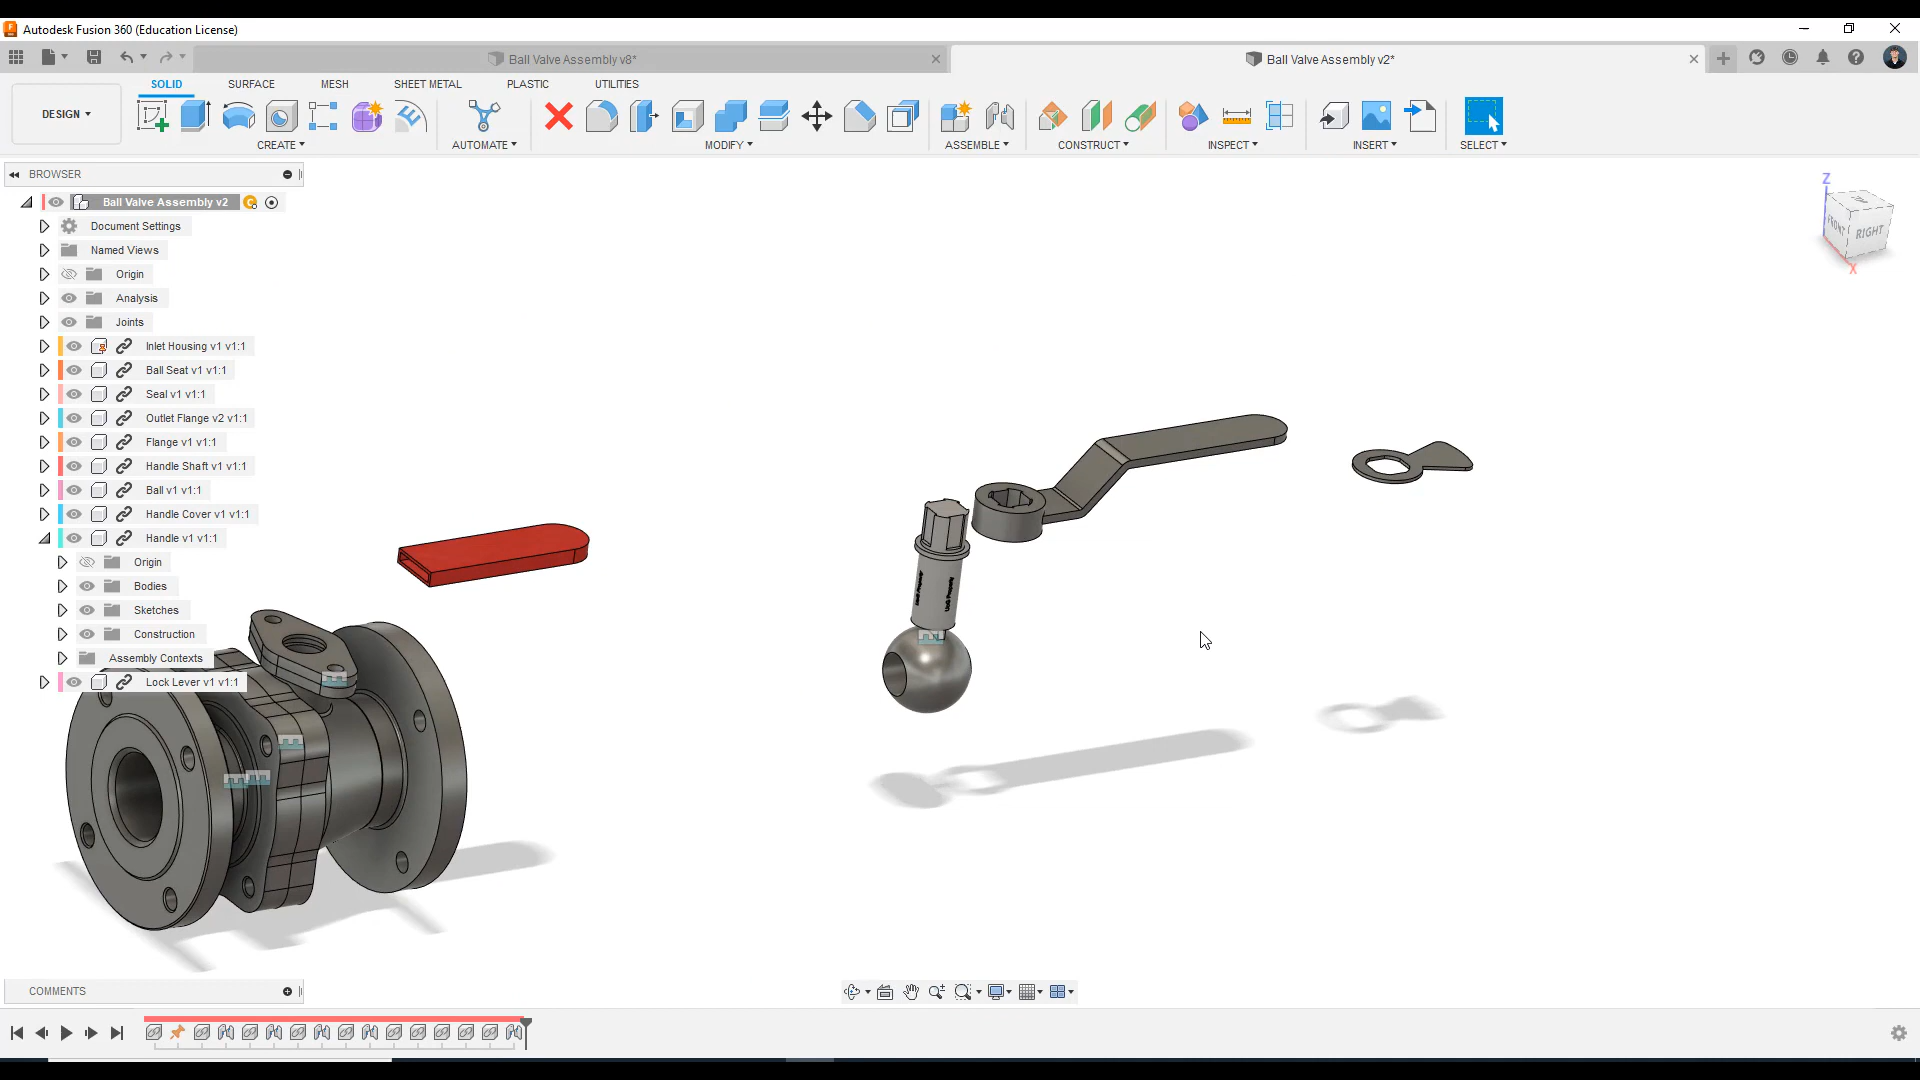 Autodesk Fusion 360 (Education License)
Ball Valve Assembly v8*
Ball Valve Assembly v2*
SOLID
SURFACE
MESH
SHEET METAL
PLASTIC
UTILITIES
DESIGN
CREATE
AUTOMATE
MODIFY
ASSEMBLE
CONSTRUCT
INSPECT
INSERT
SELECT
BROWSER
Ball Valve Assembly v2
Document Settings
Named Views
Origin
Analysis
Joints
Inlet Housing v1 v1:1
Ball Seat v1 v1:1
Seal v1 v1:1
Outlet Flange v2 v1:1
Flange v1 v1:1
Handle Shaft v1 v1:1
Ball v1 v1:1
Handle Cover v1 v1:1
Handle v1 v1:1
Origin
Bodies
Sketches
Construction
Assembly Contexts
Lock Lever v1 v1:1
Z
FRONT
RIGHT
X
COMMENTS